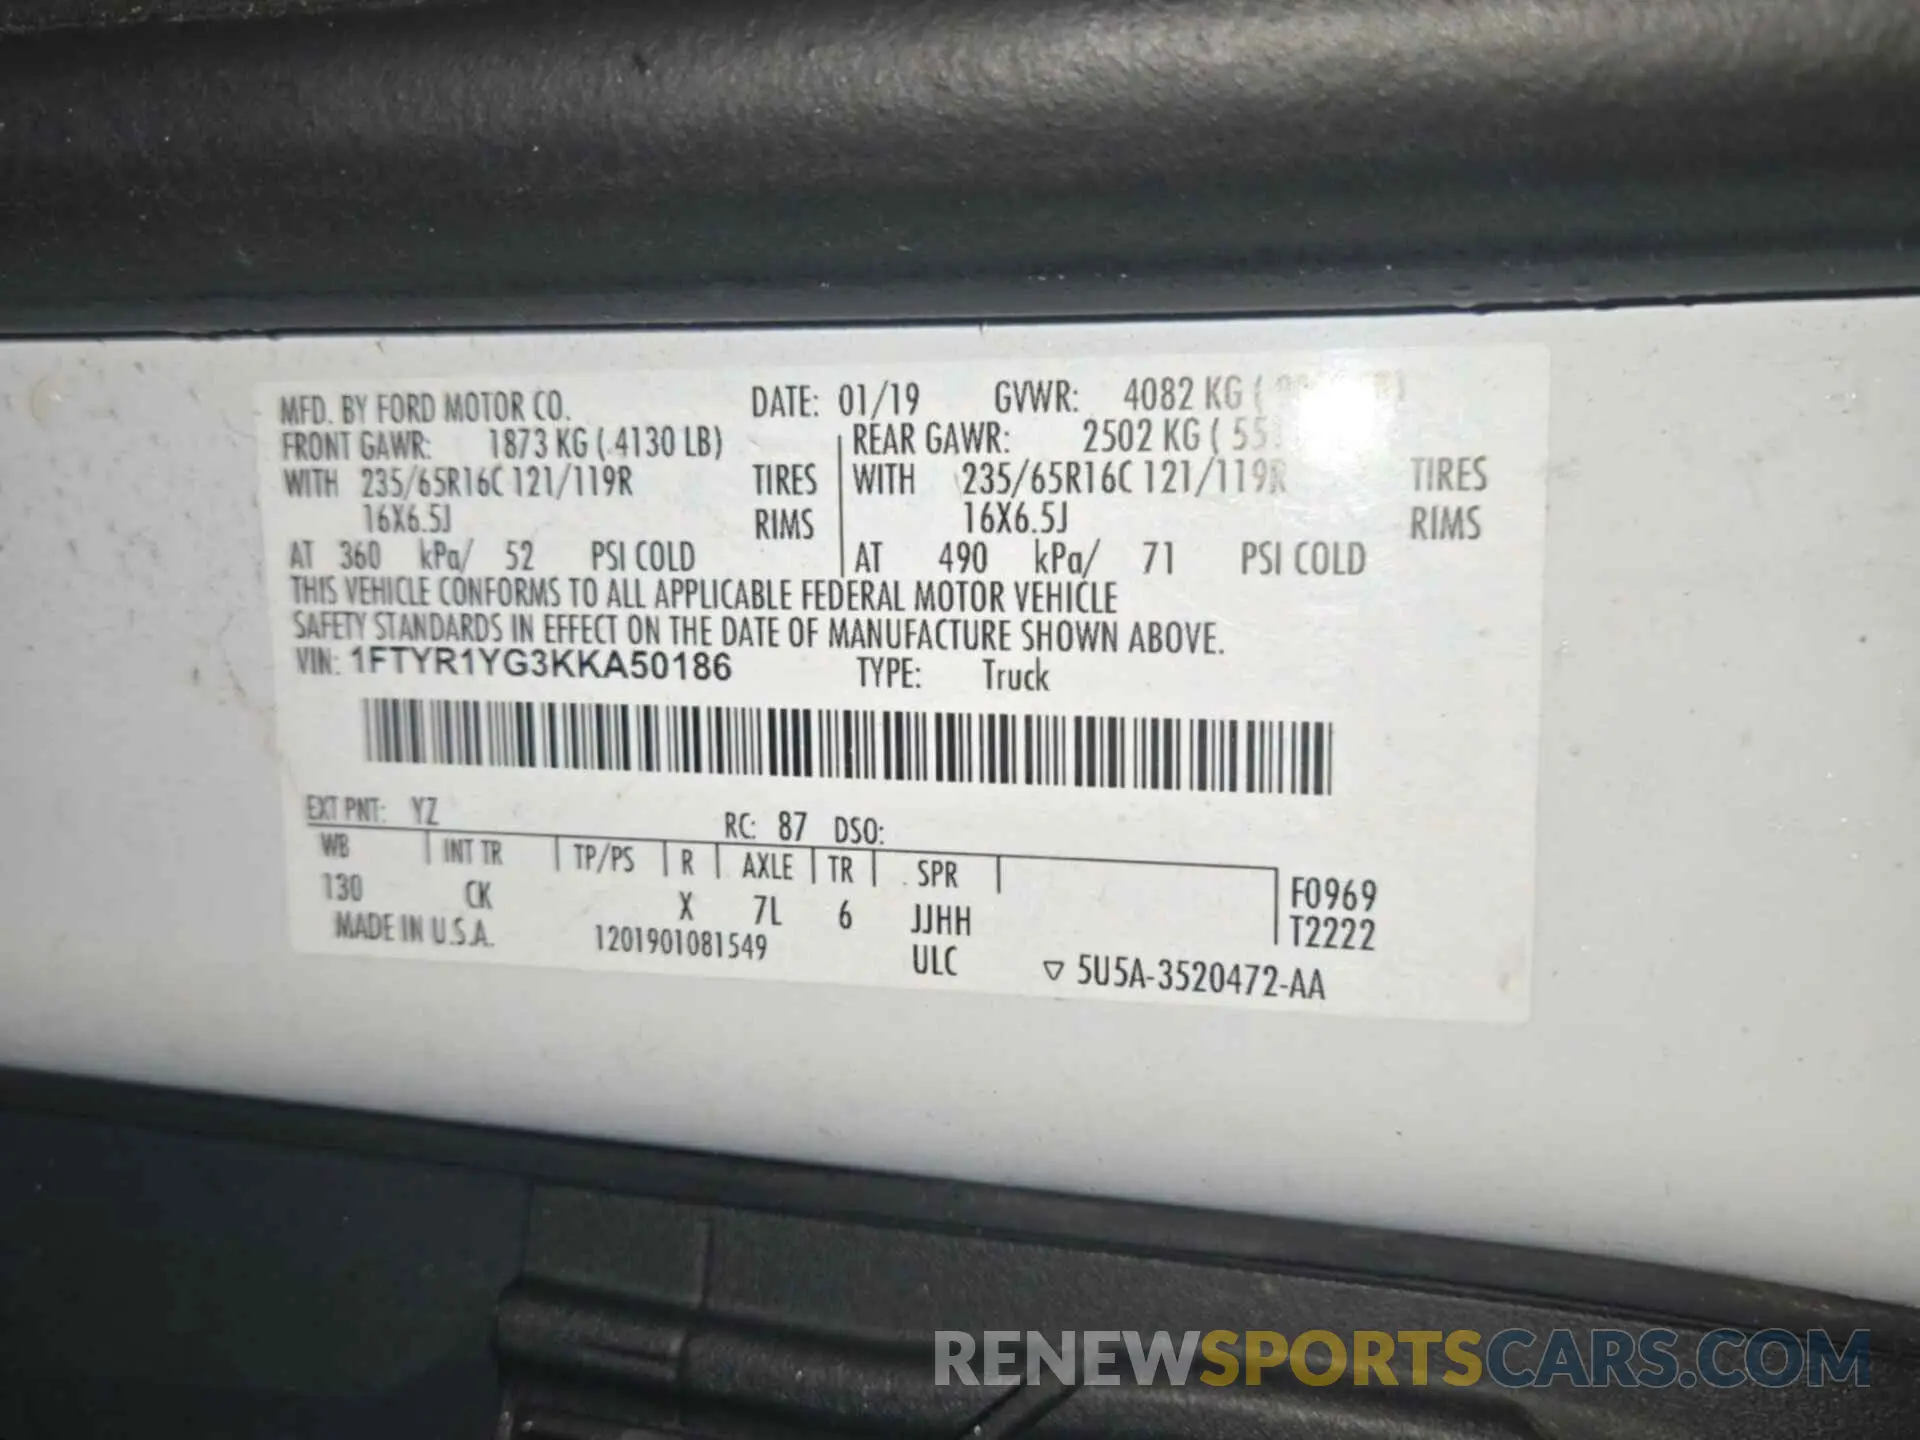 MFD. BY FORD MOTOR CO. DATE: 01/19 GVWR: 4082 KG (
FRONT GAWR: 1873 KG ( 4130 LB) REAR GAWR: 2502 KG (
WITH 235/65R16C 121/119R TIRES WITH 235/65R16C 121/119R TIRES
16X6.5J RIMS 16X6.5J RIMS
AT 360 kPa/ 52 PSI COLD AT 490 kPa/ 71 PSI COLD
THIS VEHICLE CONFORMS TO ALL APPLICABLE FEDERAL MOTOR VEHICLE
SAFETY STANDARDS IN EFFECT ON THE DATE OF MANUFACTURE SHOWN ABOVE.
VIN: 1FTYR1YG3KKA50186 TYPE: Truck
EXT PNT: YZ RC: 87 DSO:
WB INT TR TP/PS R AXLE TR SPR
130 CK X 7L 6 JJHH F0969
T2222
MADE IN U.S.A. 1201901081549 ULC ▽ 5U5A-3520472-AA
RENEWSPORTSCARS.COM